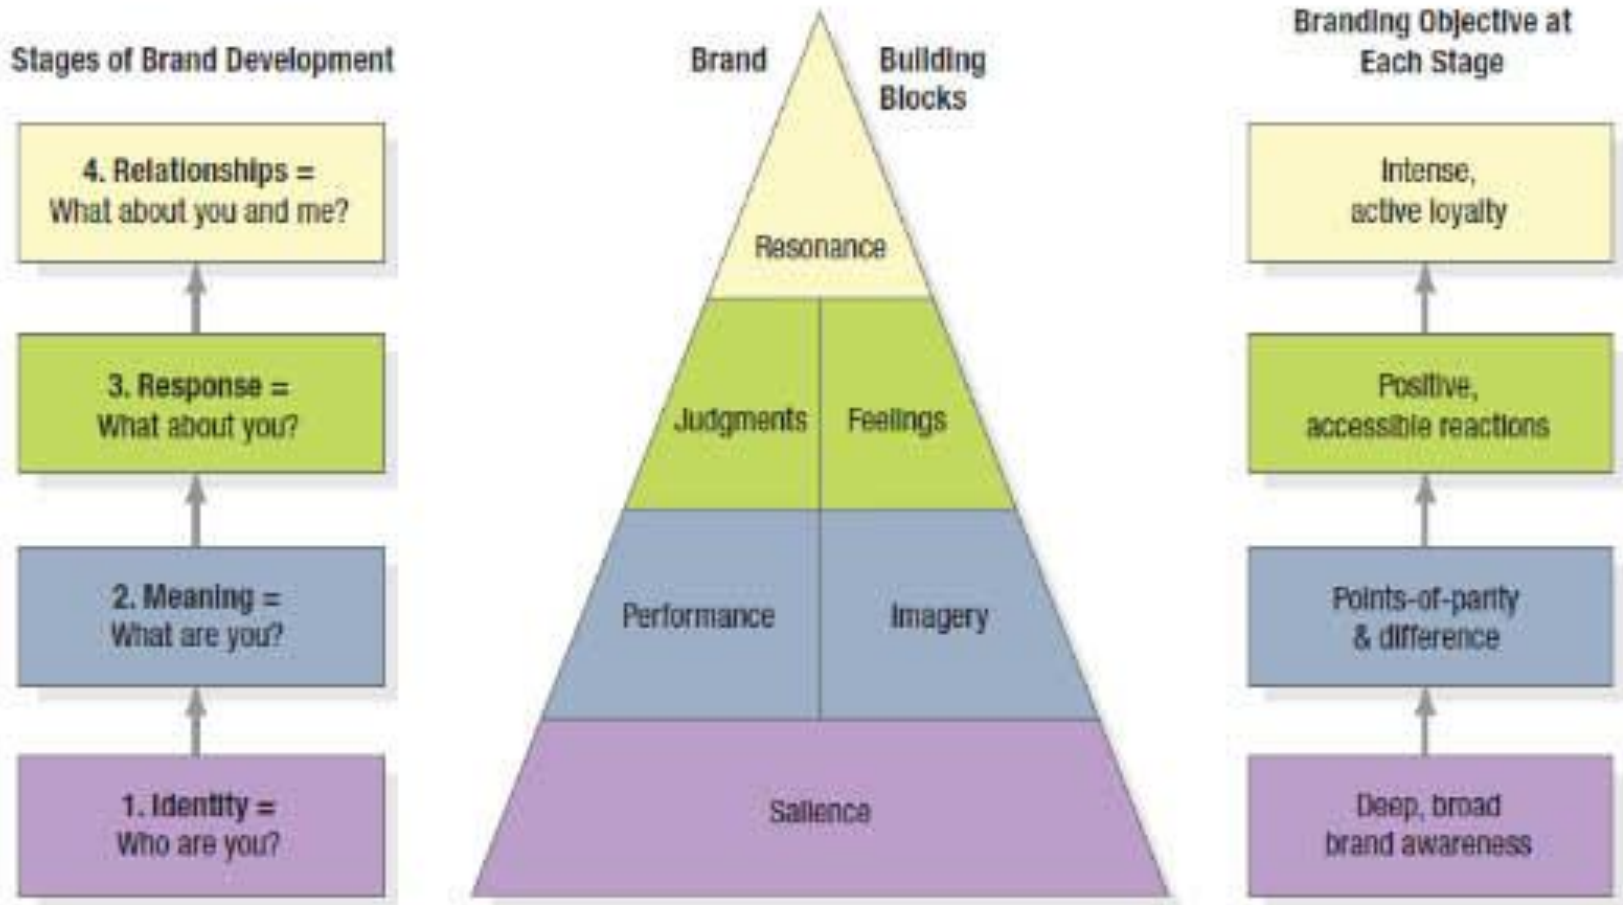 Stages of Brand Development
4. Relationships =
What about you and me?
3. Response =
What about you?
2. Meaning =
What are you?
1. Identity =
Who are you?
Brand
Building
Blocks
Resonance
Judgments
Feelings
Performance
Imagery
Salience
Branding Objective at
Each Stage
Intense,
active loyalty
Positive,
accessible reactions
Points-of-parity
& difference
Deep, broad
brand awareness